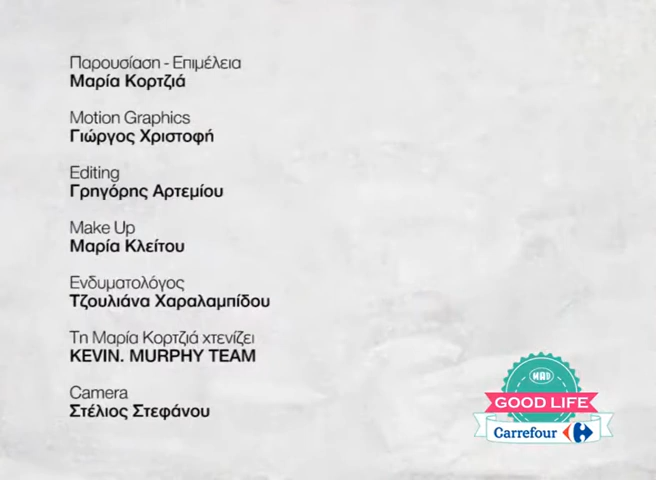 Παρουσίαση - Επιμέλεια
Μαρία Κορτζιά
Motion Graphics
Γιώργος Χριστοφή
Editing
Γρηγόρης Αρτεμίου
Make Up
Μαρία Κλείτου
Ενδυματολόγος
Τζουλιάνα Χαραλαμπίδου
Τη Μαρία Κορτζιά χτενίζει
KEVIN. MURPHY TEAM
Camera
Στέλιος Στεφάνου
MAD
GOOD LIFE
Carrefour